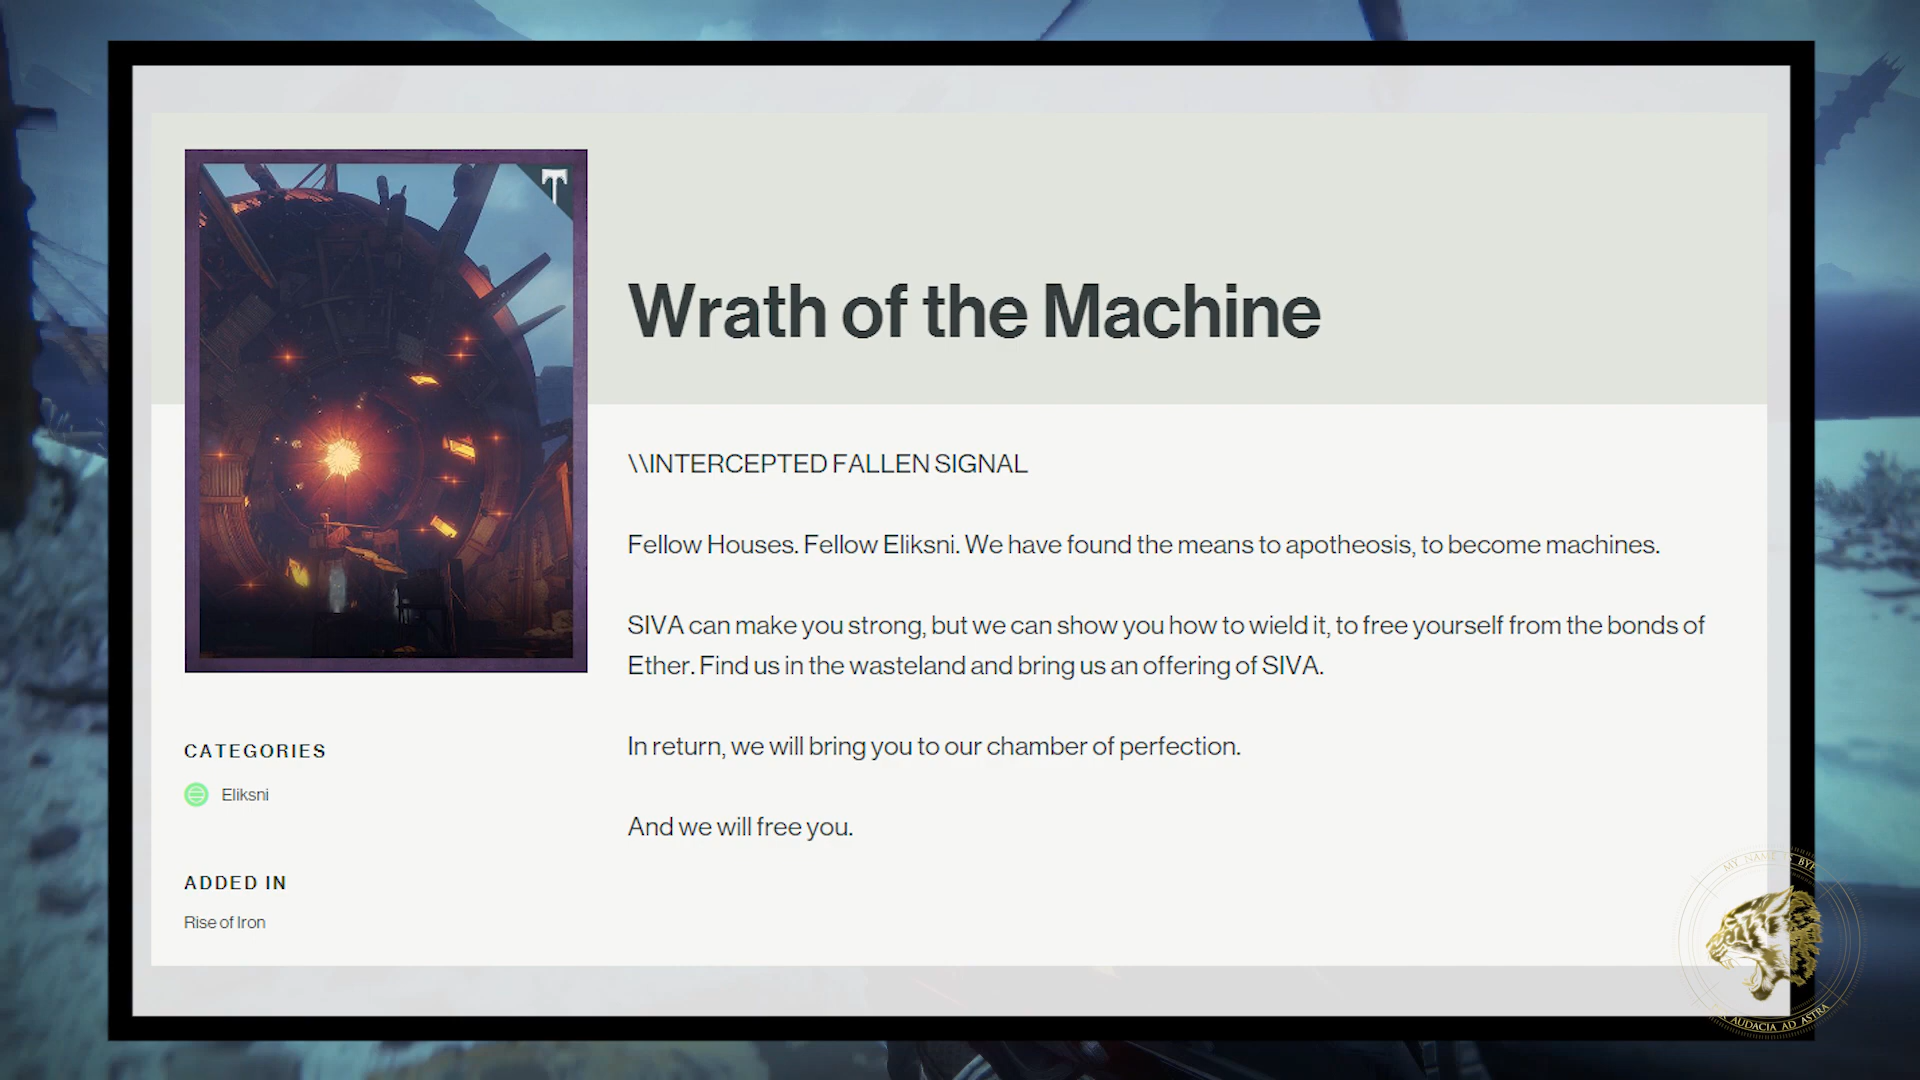 Wrath of the Machine
\\INTERCEPTED FALLEN SIGNAL
Fellow Houses. Fellow Eliksni. We have found the means to apotheosis, to become machines.
SIVA can make you strong, but we can show you how to wield it, to free yourself from the bonds of
Ether. Find us in the wasteland and bring us an offering of SIVA.
In return, we will bring you to our chamber of perfection.
And we will free you.
CATEGORIES
Eliksni
ADDED IN
Rise of Iron
MY NAME IS BYF
AUDACIA AD ASTRA